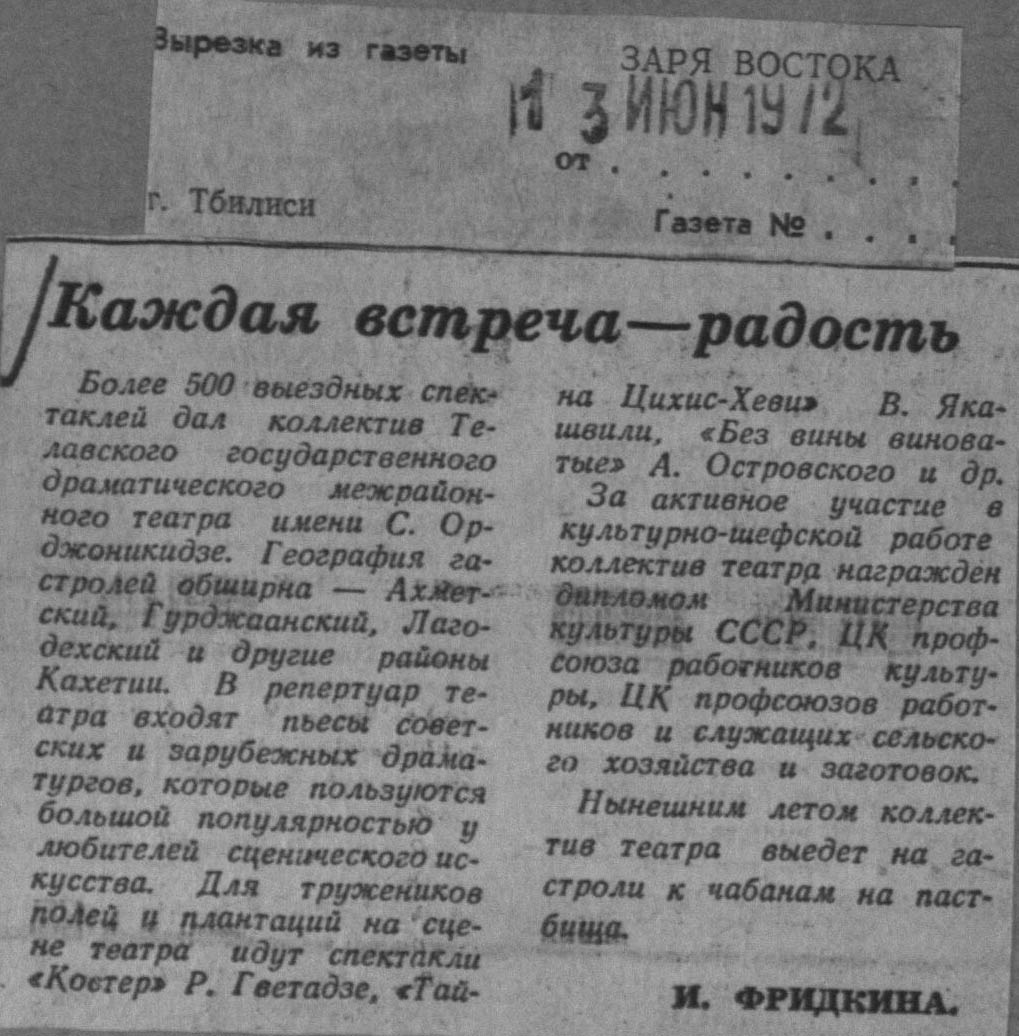 Вырезка из газеты
ЗАРЯ ВОСТОКА
13 ИЮН 1972
от . . . . . . . . .
г. Тбилиси
Газета № . . . .
Каждая встреча — радость
Более 500 выездных спек-
таклей дал коллектив Те-
лавского государственного
драматического межрайон-
ного театра имени С. Ор-
джоникидзе. География га-
стролей обширна — Ахмет-
ский, Гурджаанский, Лаго-
дехский и другие районы
Кахетии. В репертуар те-
атра входят пьесы совет-
ских и зарубежных драма-
тургов, которые пользуются
большой популярностью у
любителей сценического ис-
кусства. Для тружеников
полей и плантаций на сце-
не театра идут спектакли
«Костер» Р. Гветадзе, «Тай-
на Цихис-Хеви» В. Яка-
швили, «Без вины винова-
тые» А. Островского и др.
За активное участие в
культурно-шефской работе
коллектив театра награжден
дипломом Министерства
культуры СССР, ЦК проф-
союза работников культу-
ры, ЦК профсоюзов работ-
ников и служащих сельско-
го хозяйства и заготовок.
Нынешним летом коллек-
тив театра выедет на га-
строли к чабанам на паст-
бища.
И. ФРИДКИНА.